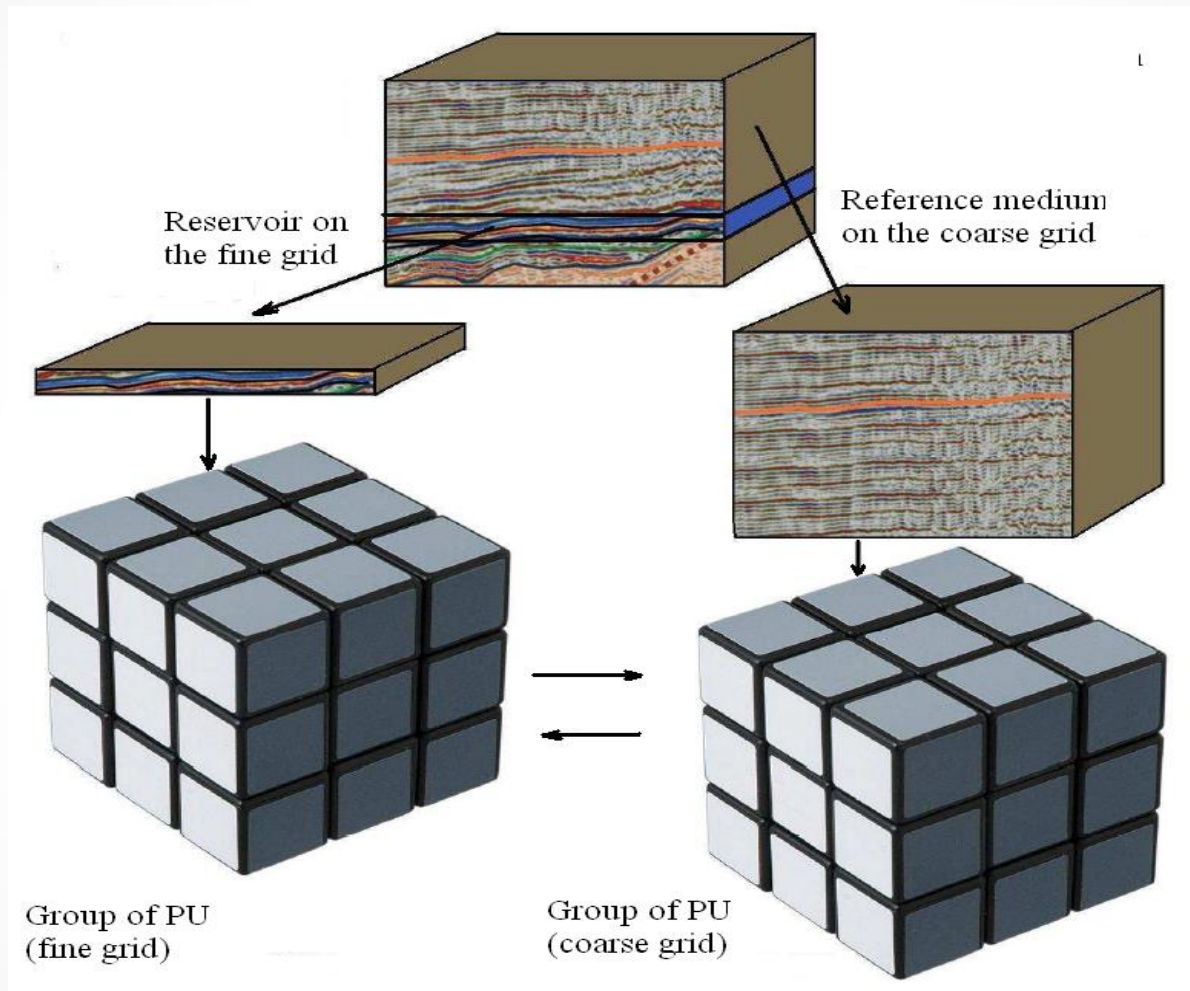 Reservoir on
the fine grid
Reference medium
on the coarse grid
Group of PU
(fine grid)
Group of PU
(coarse grid)